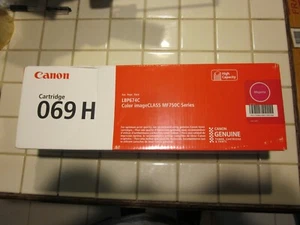 Canon
Cartridge
069 H
High
Capacity
LBP674C
Color imageCLASS MF750C Series
Magenta
CANON
GENUINE